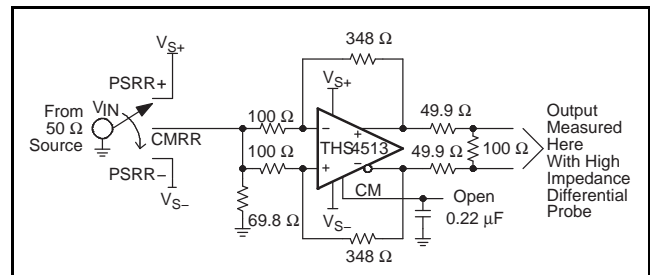 348 Ω
VS+
VS+
PSRR+
From
50 Ω
Source
VIN
CMRR
PSRR−
VS−
100 Ω
100 Ω
69.8 Ω
−
+
+
−
THS4513
CM
VS−
348 Ω
49.9 Ω
49.9 Ω
100 Ω
Open
0.22 μF
Output
Measured
Here
With High
Impedance
Differential
Probe